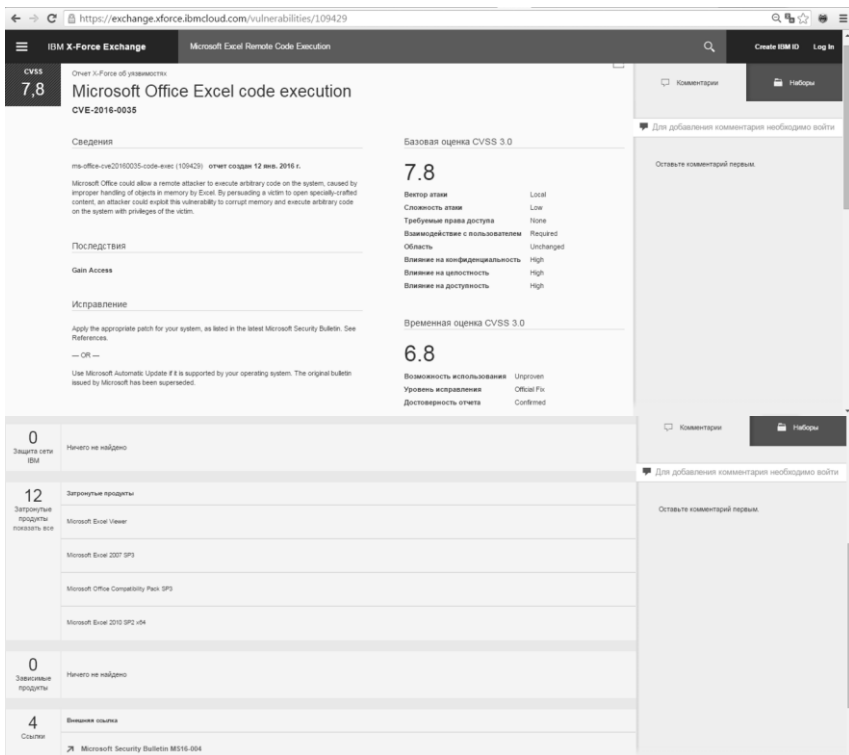 https://exchange.xforce.ibmcloud.com/vulnerabilities/109429
IBM X-Force Exchange
Microsoft Excel Remote Code Execution
Create IBM ID
Log In
CVSS
7,8
Отчет X-Force об уязвимостях
Microsoft Office Excel code execution
CVE-2016-0035
Комментарии
Наборы
Для добавления комментария необходимо войти
Оставьте комментарий первым.
Сведения
ms-office-cve20160035-code-exec (109429) отчет создан 12 янв. 2016 г.
Microsoft Office could allow a remote attacker to execute arbitrary code on the system, caused by
improper handling of objects in memory by Excel. By persuading a victim to open specially-crafted
content, an attacker could exploit this vulnerability to corrupt memory and execute arbitrary code
on the system with privileges of the victim.
Последствия
Gain Access
Исправление
Apply the appropriate patch for your system, as listed in the latest Microsoft Security Bulletin. See
References.
— OR —
Use Microsoft Automatic Update if it is supported by your operating system. The original bulletin
issued by Microsoft has been superseded.
Базовая оценка CVSS 3.0
7.8
Вектор атаки Local
Сложность атаки Low
Требуемые права доступа None
Взаимодействие с пользователем Required
Область Unchanged
Влияние на конфиденциальность High
Влияние на целостность High
Влияние на доступность High
Временная оценка CVSS 3.0
6.8
Возможность использования Unproven
Уровень исправления Official Fix
Достоверность отчета Confirmed
0
Защита сети
IBM
Ничего не найдено
Комментарии
Наборы
Для добавления комментария необходимо войти
Оставьте комментарий первым.
12
Затронутые
продукты
показать все
Затронутые продукты
Microsoft Excel Viewer
Microsoft Excel 2007 SP3
Microsoft Office Compatibility Pack SP3
Microsoft Excel 2010 SP2 x64
0
Зависимые
продукты
Ничего не найдено
4
Ссылки
Внешняя ссылка
Microsoft Security Bulletin MS16-004